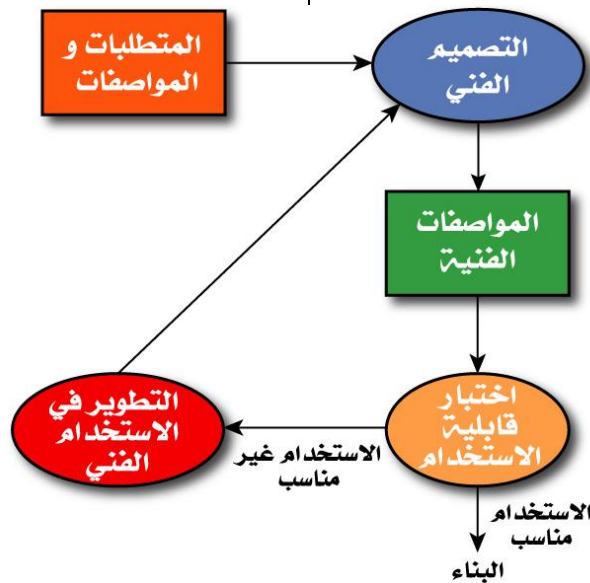 المتطلبات و
المواصفات
التصميم
الفني
المواصفات
الفنية
اختبار
قابلية
الاستخدام
الاستخدام غير
مناسب
التطوير في
الاستخدام
الفني
الاستخدام
مناسب
البناء